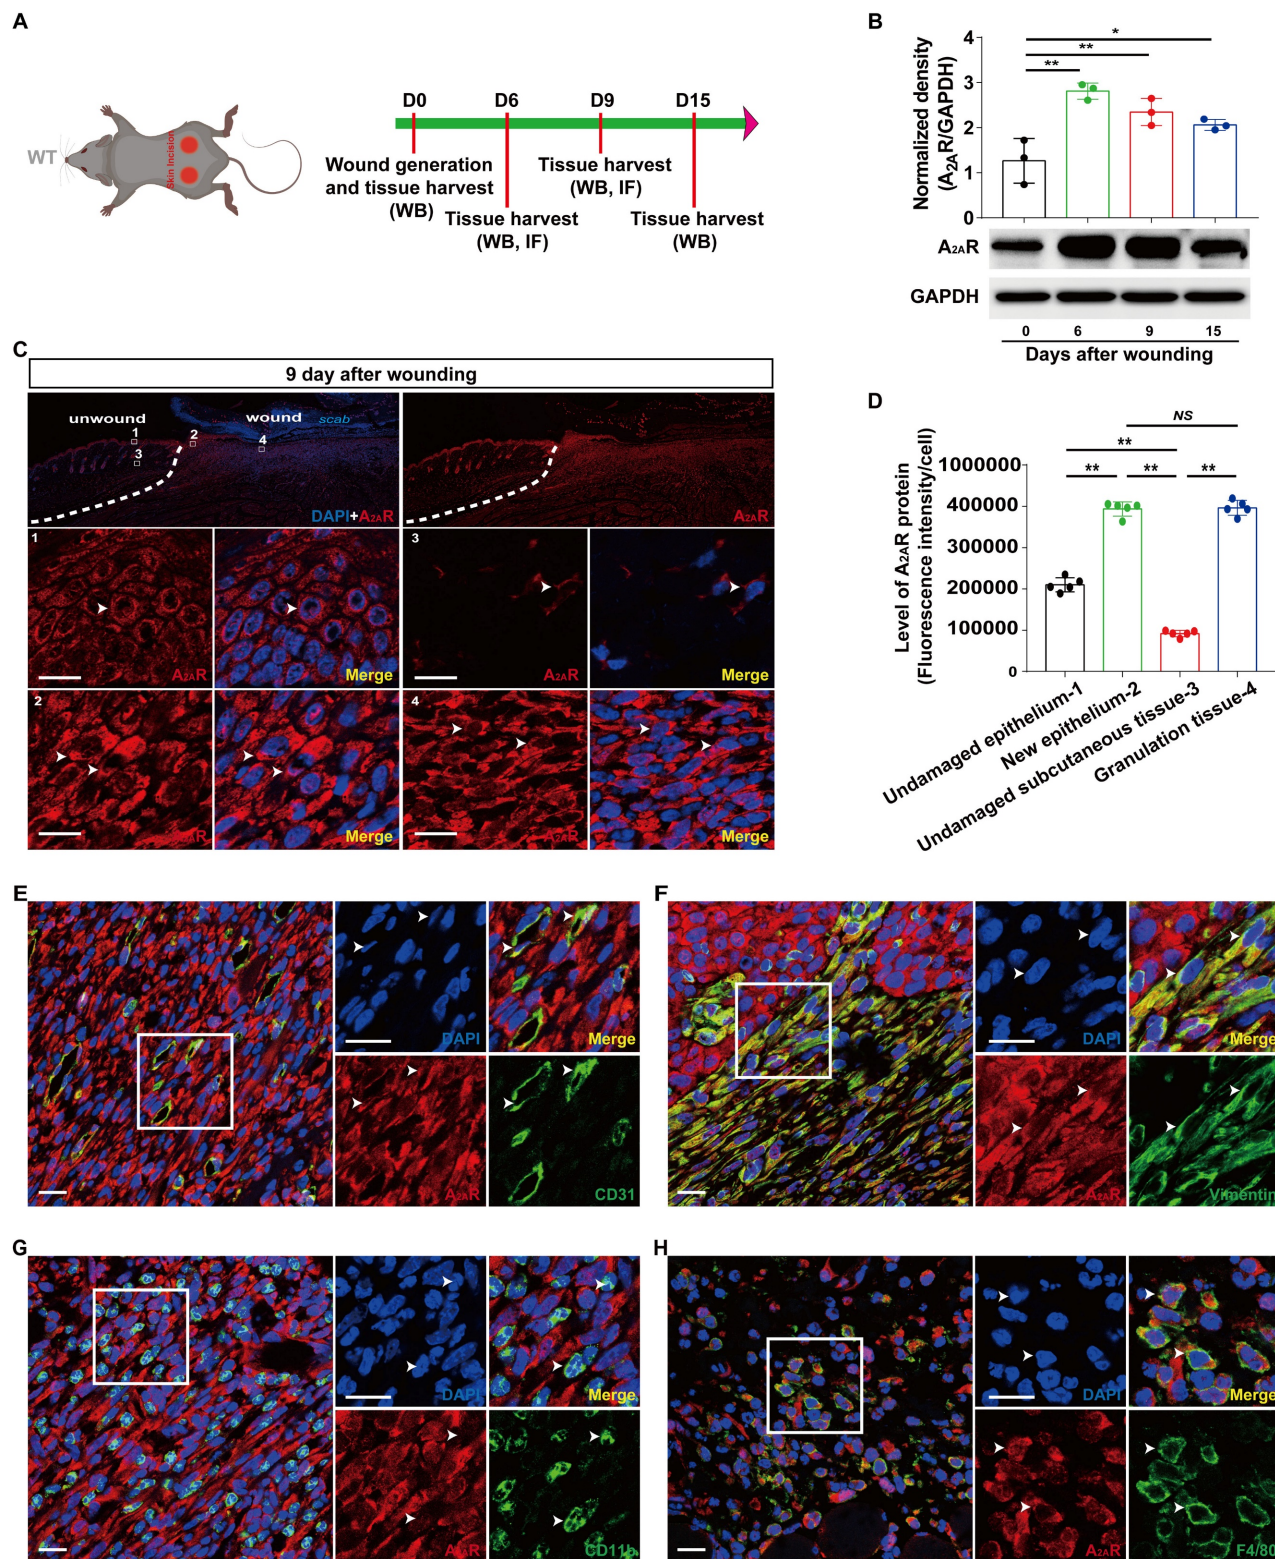 A
WT
Skin Incision
D0
D6
D9
D15
Wound generation
and tissue harvest
(WB)
Tissue harvest
(WB, IF)
Tissue harvest
(WB, IF)
Tissue harvest
(WB)
B
Normalized density
(A2AR/GAPDH)
4
3
2
1
0
*
**
**
A2AR
GAPDH
0
6
9
15
Days after wounding
C
9 day after wounding
unwound
wound
scab
1
2
3
4
DAPI+A2AR
A2AR
1
A2AR
Merge
3
A2AR
Merge
2
A2AR
Merge
4
A2AR
Merge
D
Level of A2AR protein
(Fluorescence intensity/cell)
1000000
400000
300000
200000
100000
0
NS
**
**
**
**
Undamaged epithelium-1
New epithelium-2
Undamaged subcutaneous tissue-3
Granulation tissue-4
E
DAPI
Merge
A2AR
CD31
F
DAPI
Merge
A2AR
Vimentin
G
DAPI
Merge
A2AR
CD11b
H
DAPI
Merge
A2AR
F4/80